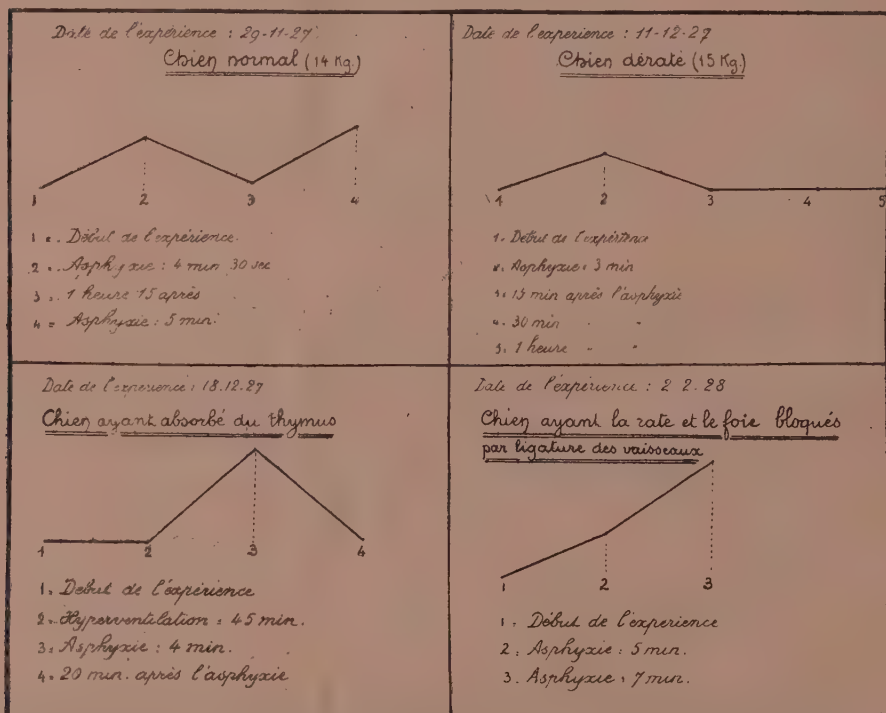 Date de l'expérience : 29-11-27
Chien normal (14 Kg.)
1 2 3 4
1 = Début de l'expérience.
2 = Asphyxie : 4 min 30 sec
3 = 1 heure 15 après
4 = Asphyxie : 5 min.
Date de l'expérience : 11-12-27
Chien dératé (15 Kg.)
1 2 3 4 5
1. Début de l'expérience
2. Asphyxie : 3 min
3. 15 min après l'asphyxie
4. 30 min " "
5. 1 heure " "
Date de l'expérience : 18.12.27
Chien ayant absorbé du thymus
1 2 3 4
1. Début de l'expérience
2. Hyperventilation : 45 min.
3. Asphyxie : 4 min.
4. 20 min. après l'asphyxie
Date de l'expérience : 2 2.28
Chien ayant la rate et le foie bloqués
par ligature des vaisseaux
1 2 3
1. Début de l'expérience
2. Asphyxie : 5 min.
3. Asphyxie : 7 min.